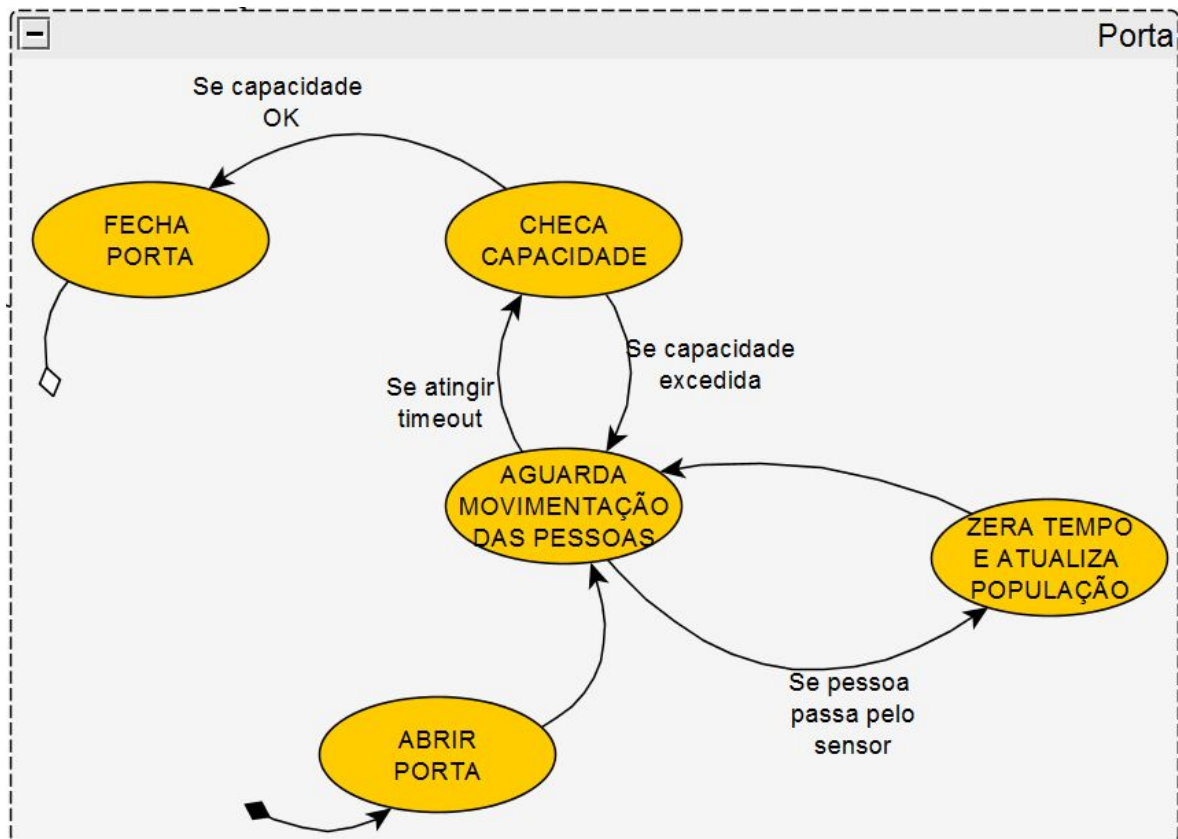 Porta
Se capacidade
OK
FECHA
PORTA
CHECA
CAPACIDADE
Se capacidade
excedida
Se atingir
timeout
AGUARDA
MOVIMENTAÇÃO
DAS PESSOAS
ZERA TEMPO
E ATUALIZA
POPULAÇÃO
Se pessoa
passa pelo
sensor
ABRIR
PORTA